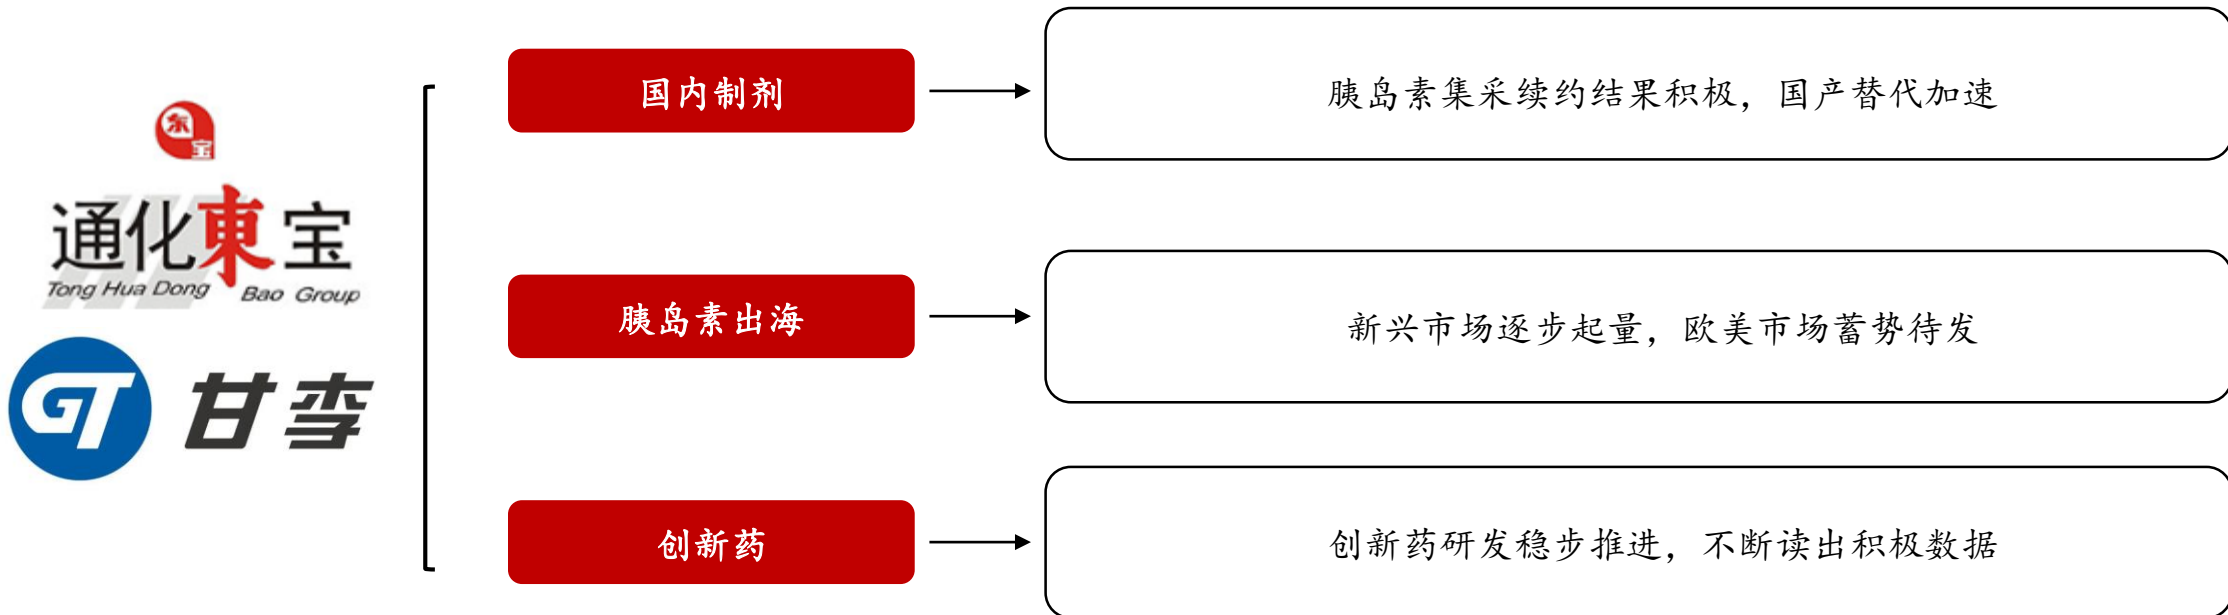 东宝
通化東宝
Tong Hua Dong Bao Group
GT 甘李
国内制剂
胰岛素集采续约结果积极，国产替代加速
胰岛素出海
新兴市场逐步起量，欧美市场蓄势待发
创新药
创新药研发稳步推进，不断读出积极数据